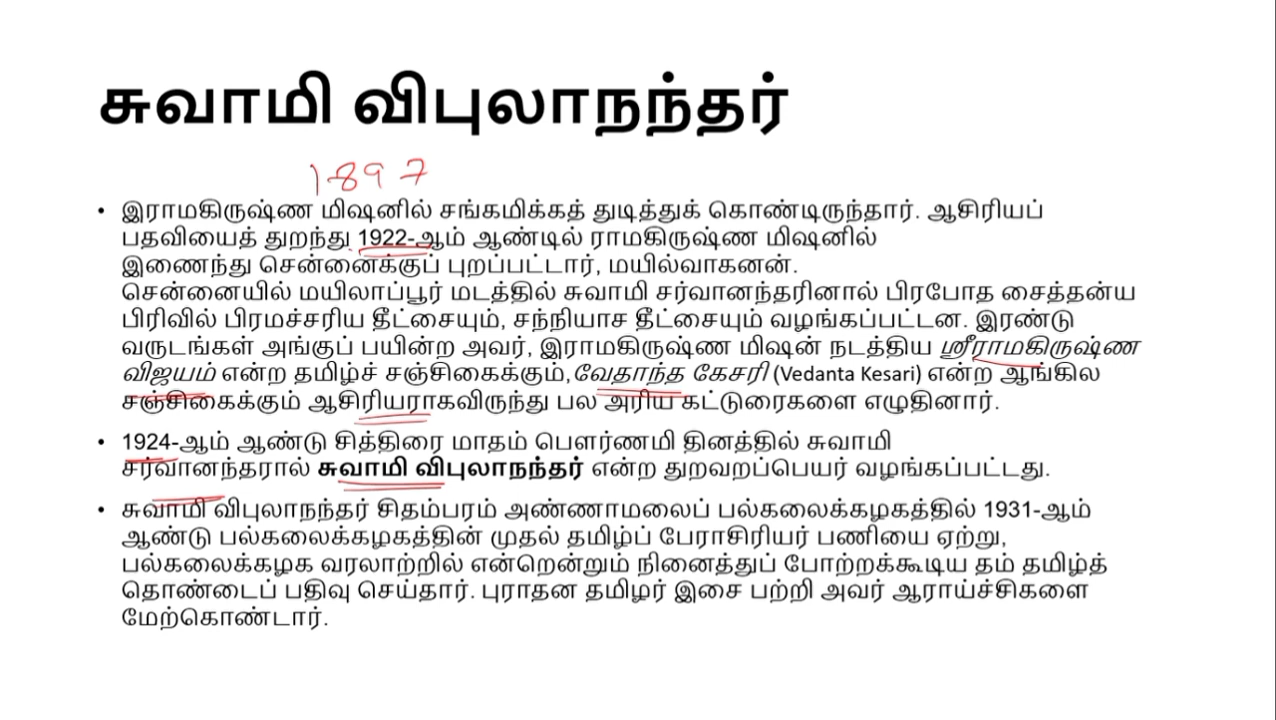 சுவாமி விபுலாநந்தர்
1897
• இராமகிருஷ்ண மிஷனில் சங்கமிக்கத் துடித்துக் கொண்டிருந்தார். ஆசிரியப்
பதவியைத் துறந்து 1922-ஆம் ஆண்டில் ராமகிருஷ்ண மிஷனில்
இணைந்து சென்னைக்குப் புறப்பட்டார், மயில்வாகனன்.
சென்னையில் மயிலாப்பூர் மடத்தில் சுவாமி சர்வானந்தரினால் பிரபோத சைத்தன்ய
பிரிவில் பிரமச்சரிய தீட்சையும், சந்நியாச தீட்சையும் வழங்கப்பட்டன. இரண்டு
வருடங்கள் அங்குப் பயின்ற அவர், இராமகிருஷ்ண மிஷன் நடத்திய ஸ்ரீராமகிருஷ்ண
விஜயம் என்ற தமிழ்ச் சஞ்சிகைக்கும்,வேதாந்த கேசரி (Vedanta Kesari) என்ற ஆங்கில
சஞ்சிகைக்கும் ஆசிரியராகவிருந்து பல அரிய கட்டுரைகளை எழுதினார்.
• 1924-ஆம் ஆண்டு சித்திரை மாதம் பௌர்ணமி தினத்தில் சுவாமி
சர்வானந்தரால் சுவாமி விபுலாநந்தர் என்ற துறவறப்பெயர் வழங்கப்பட்டது.
• சுவாமி விபுலாநந்தர் சிதம்பரம் அண்ணாமலைப் பல்கலைக்கழகத்தில் 1931-ஆம்
ஆண்டு பல்கலைக்கழகத்தின் முதல் தமிழ்ப் பேராசிரியர் பணியை ஏற்று,
பல்கலைக்கழக வரலாற்றில் என்றென்றும் நினைத்துப் போற்றக்கூடிய தம் தமிழ்த்
தொண்டைப் பதிவு செய்தார். புராதன தமிழர் இசை பற்றி அவர் ஆராய்ச்சிகளை
மேற்கொண்டார்.